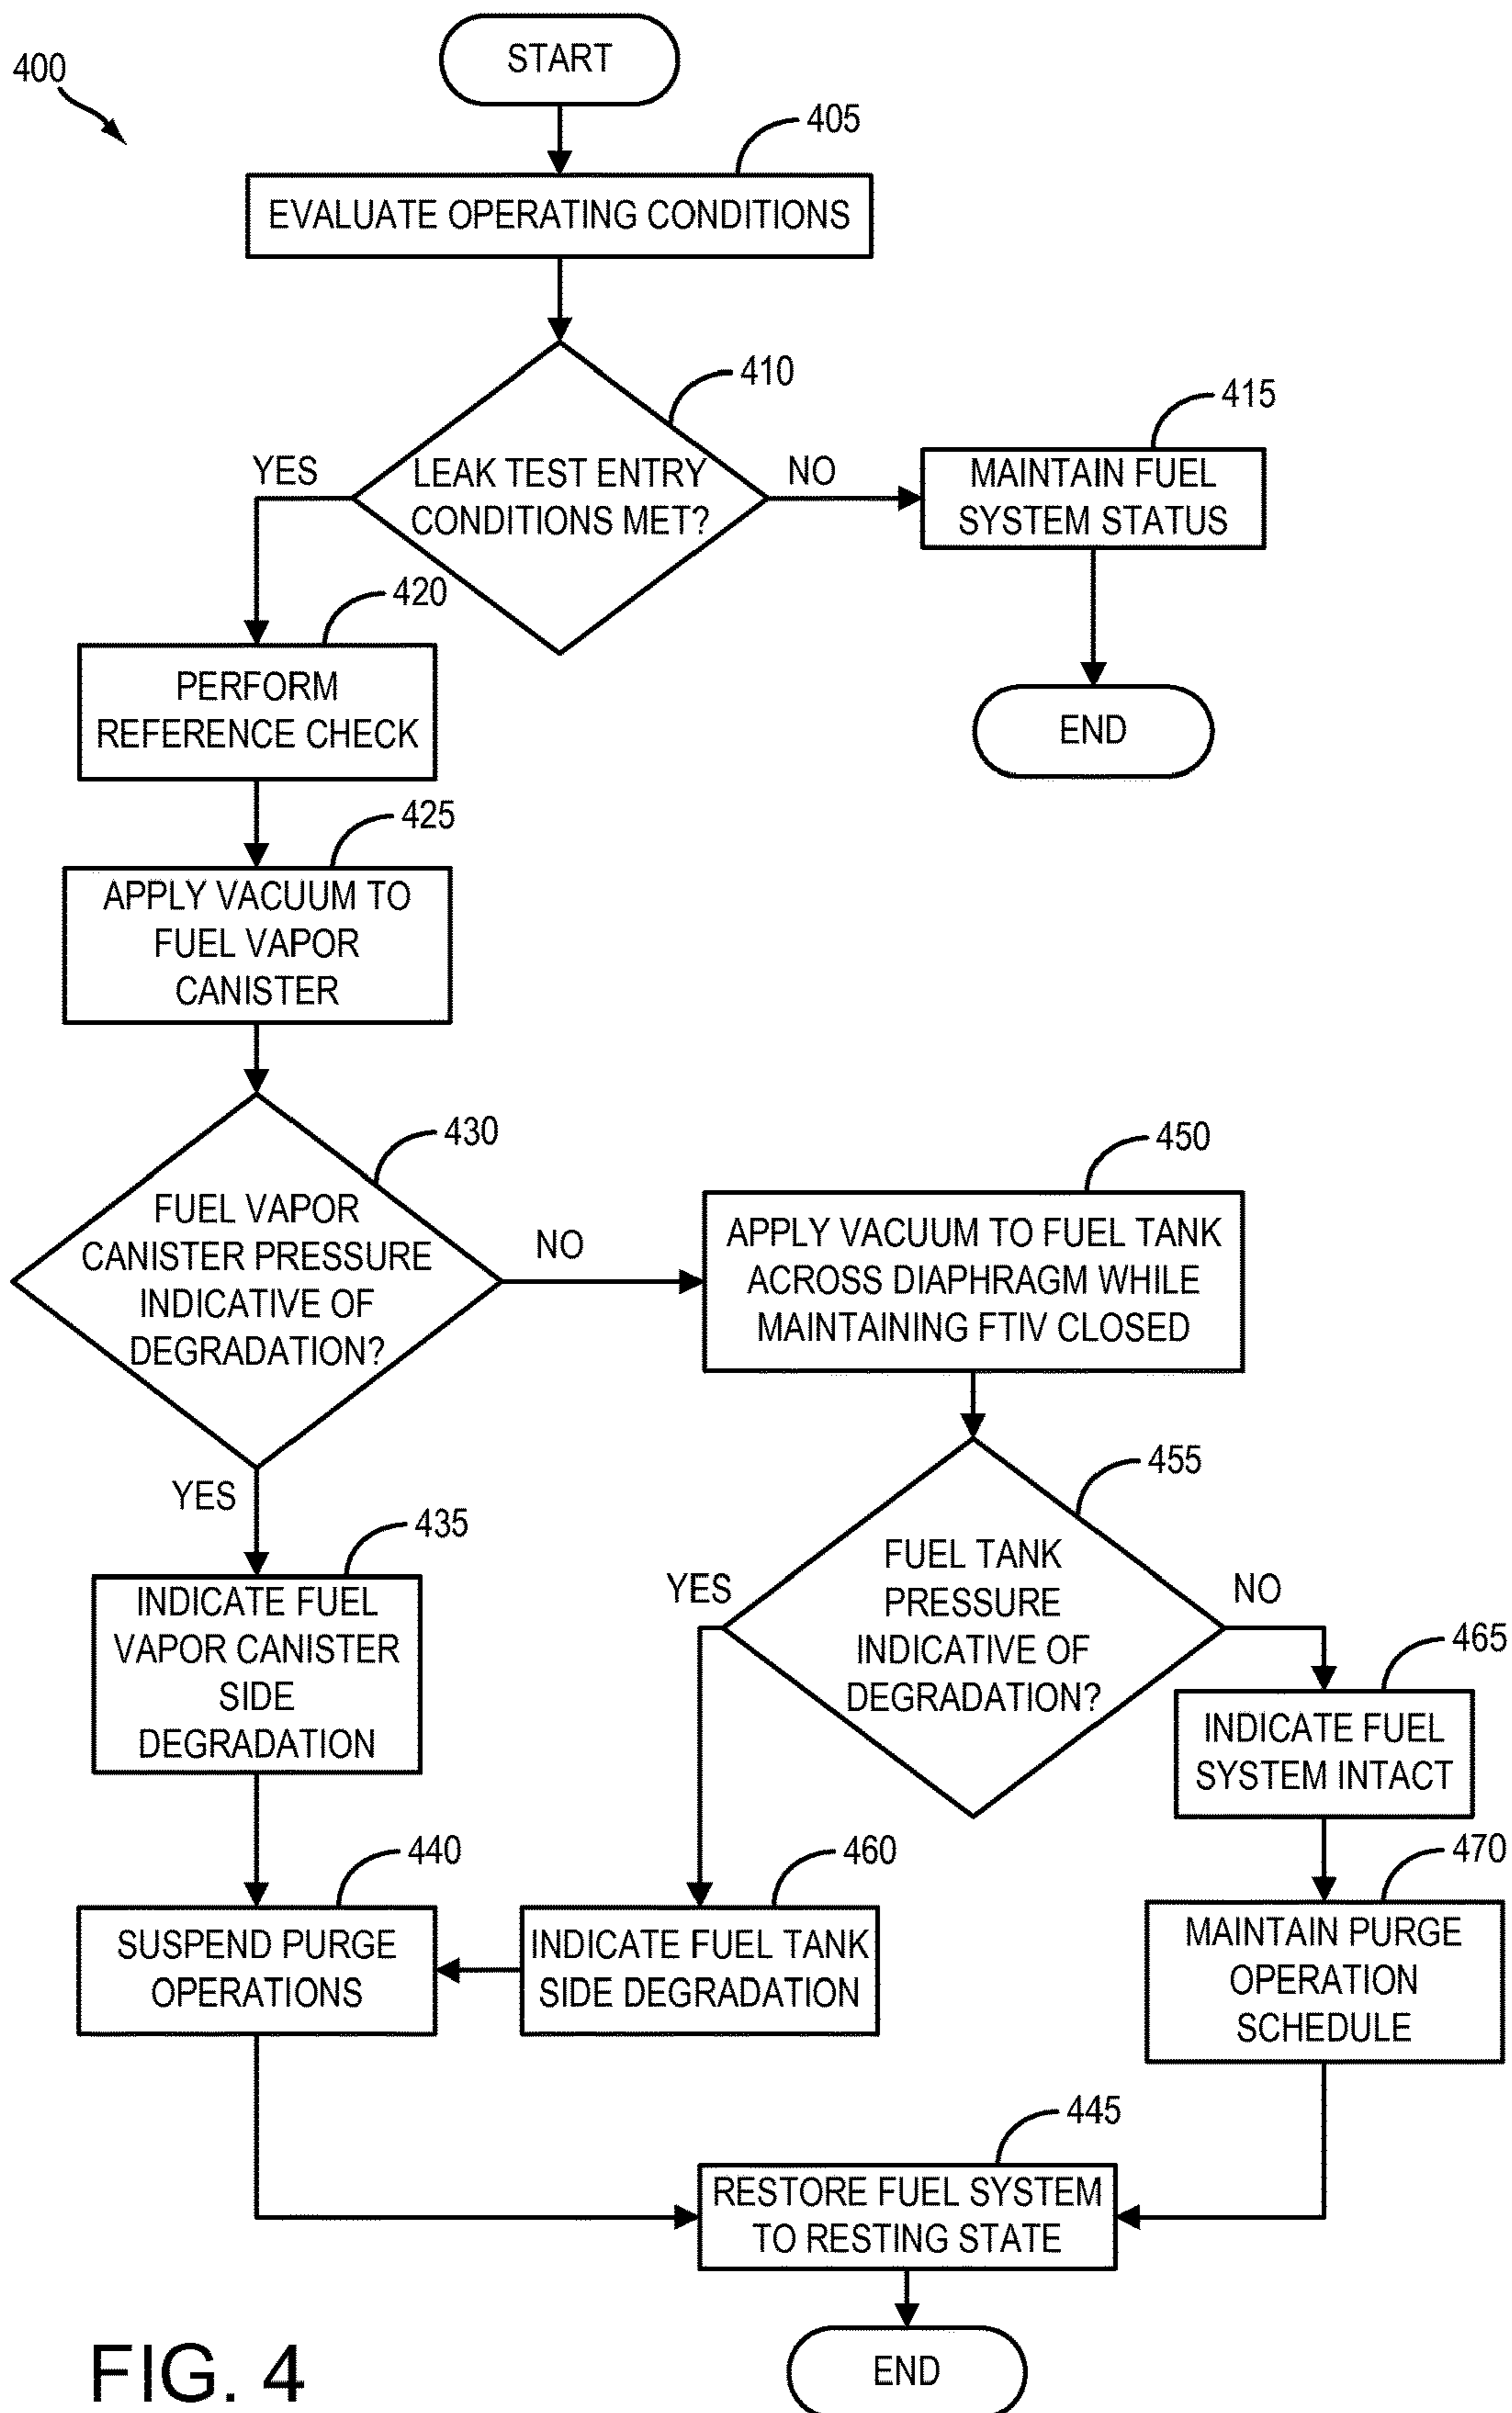 400
START
405
EVALUATE OPERATING CONDITIONS
410
LEAK TEST ENTRY
CONDITIONS MET?
YES
NO
415
MAINTAIN FUEL
SYSTEM STATUS
END
420
PERFORM
REFERENCE CHECK
425
APPLY VACUUM TO
FUEL VAPOR
CANISTER
430
FUEL VAPOR
CANISTER PRESSURE
INDICATIVE OF
DEGRADATION?
NO
YES
450
APPLY VACUUM TO FUEL TANK
ACROSS DIAPHRAGM WHILE
MAINTAINING FTIV CLOSED
455
FUEL TANK
PRESSURE
INDICATIVE OF
DEGRADATION?
YES
NO
435
INDICATE FUEL
VAPOR CANISTER
SIDE
DEGRADATION
465
INDICATE FUEL
SYSTEM INTACT
440
SUSPEND PURGE
OPERATIONS
460
INDICATE FUEL TANK
SIDE DEGRADATION
470
MAINTAIN PURGE
OPERATION
SCHEDULE
445
RESTORE FUEL SYSTEM
TO RESTING STATE
END
FIG. 4